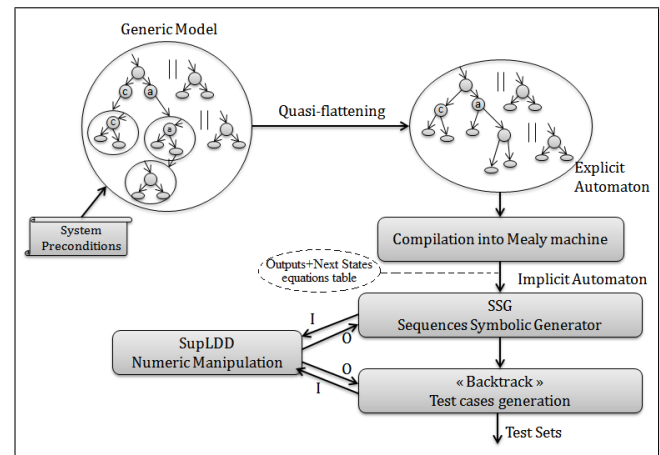 Generic Model
||
c
a
c
a
||
System
Preconditions
Quasi-flattening
a
c
||
||
Explicit
Automaton
Compilation into Mealy machine
Outputs+Next States
equations table
Implicit Automaton
SSG
Sequences Symbolic Generator
I
O
SupLDD
Numeric Manipulation
O
I
« Backtrack »
Test cases generation
Test Sets